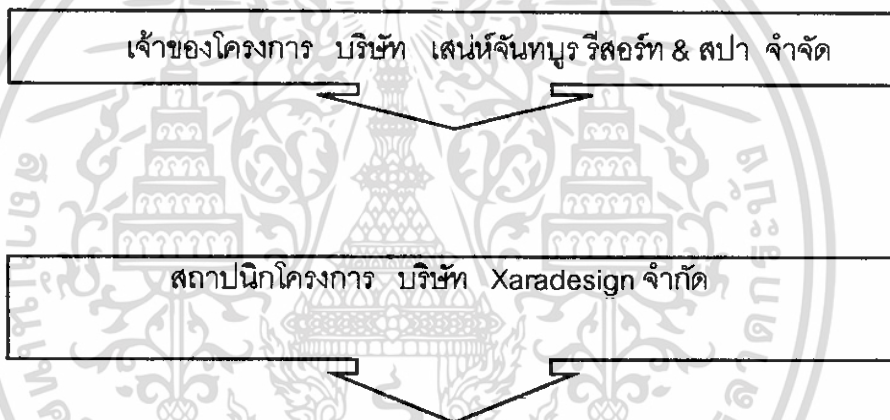 เจ้าของโครงการ บริษัท เสน่ห์จันทบูร รีสอร์ท & สปา จำจัด
สถาปนิกโครงการ บริษัท Xaradesign จำกัด